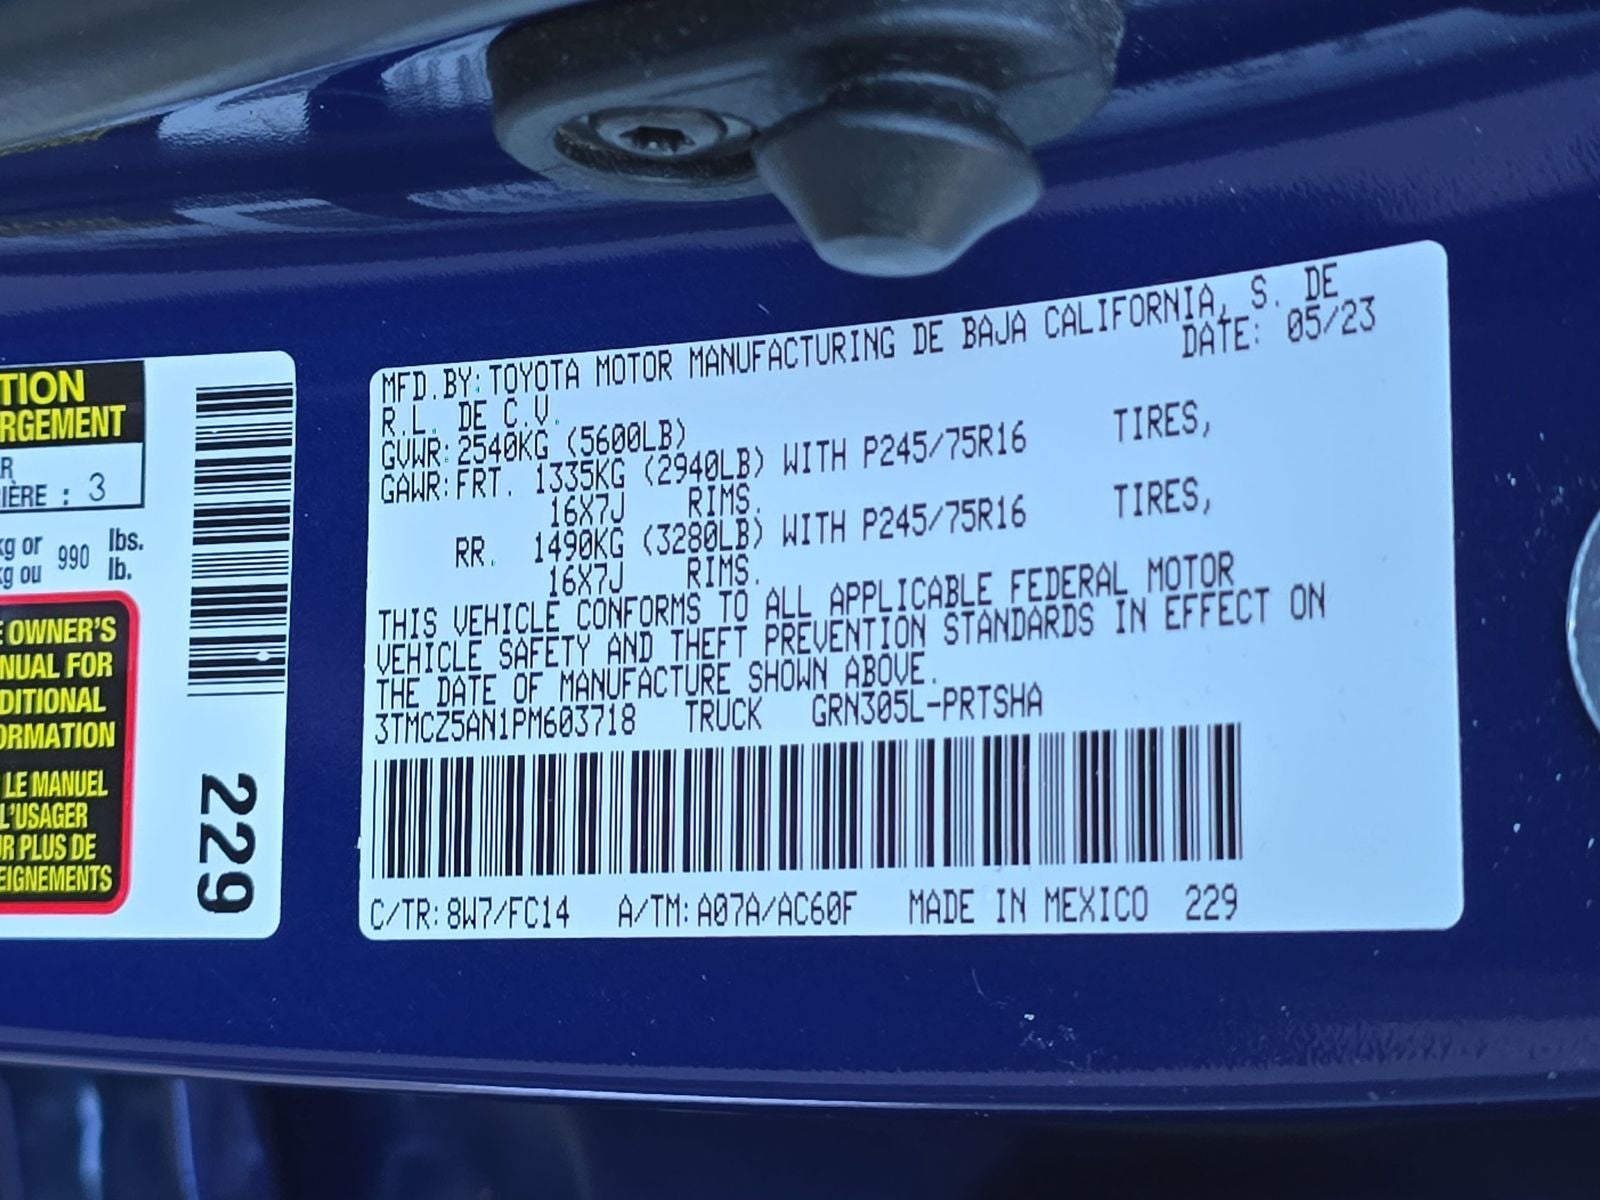 TION
RGEMENT
R
IÈRE : 3
kg or 990 lbs.
kg ou lb.
E OWNER'S
NUAL FOR
DITIONAL
ORMATION
LE MANUEL
L'USAGER
UR PLUS DE
EIGNEMENTS
229
MFD.BY:TOYOTA MOTOR MANUFACTURING DE BAJA CALIFORNIA, S. DE
R.L. DE C.V. DATE: 05/23
GVWR:2540KG (5600LB)
GAWR:FRT. 1335KG (2940LB) WITH P245/75R16 TIRES,
16X7J RIMS.
RR. 1490KG (3280LB) WITH P245/75R16 TIRES,
16X7J RIMS.
THIS VEHICLE CONFORMS TO ALL APPLICABLE FEDERAL MOTOR
VEHICLE SAFETY AND THEFT PREVENTION STANDARDS IN EFFECT ON
THE DATE OF MANUFACTURE SHOWN ABOVE.
3TMCZ5AN1PM603718 TRUCK GRN305L-PRTSHA
C/TR:8W7/FC14 A/TM:A07A/AC60F MADE IN MEXICO 229